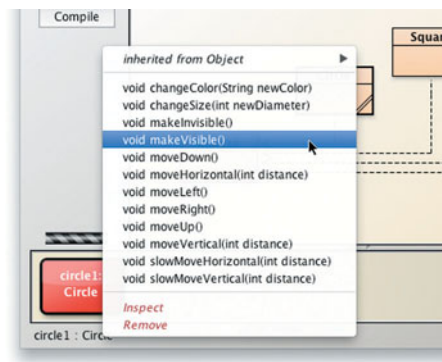 Compile
Squar
inherited from Object
void changeColor(String newColor)
void changeSize(int newDiameter)
void makeInvisible()
void makeVisible()
void moveDown()
void moveHorizontal(int distance)
void moveLeft()
void moveRight()
void moveUp()
void moveVertical(int distance)
void slowMoveHorizontal(int distance)
void slowMoveVertical(int distance)
circle1:
Circle
Inspect
Remove
circle1 : Circle